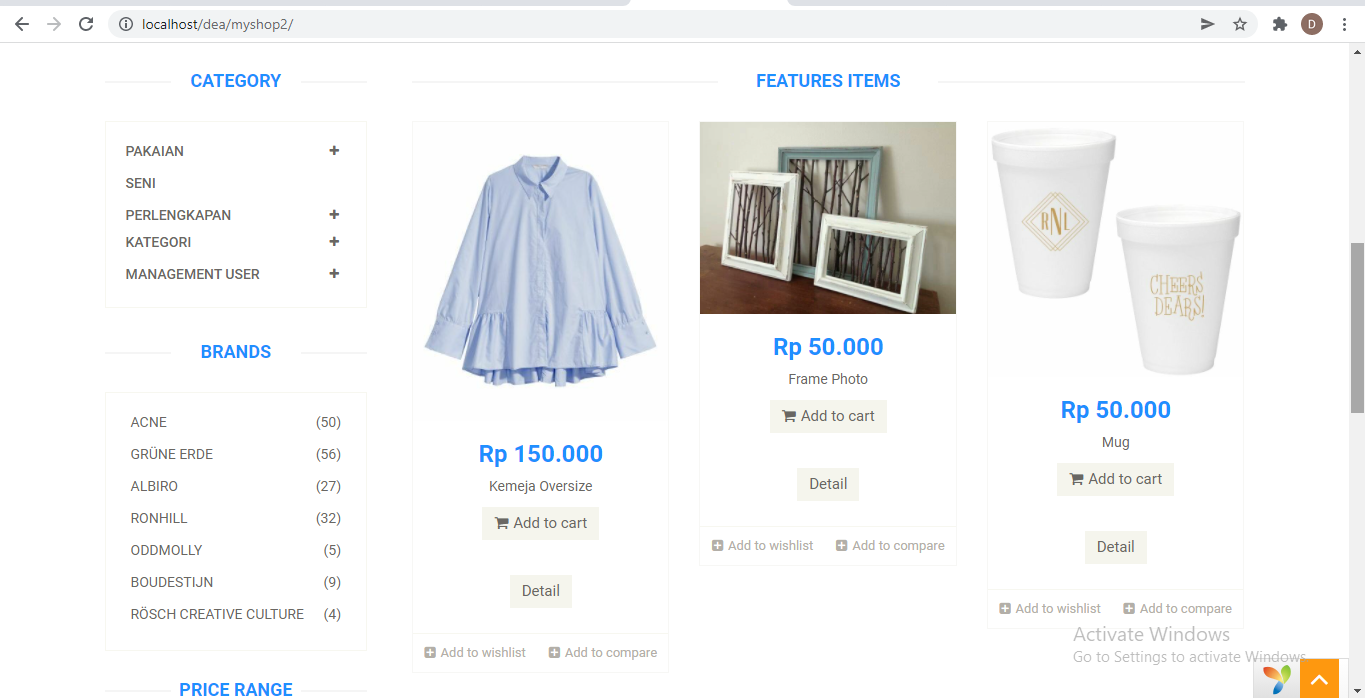 localhost/dea/myshop2/
D
CATEGORY
PAKAIAN
SENI
PERLENGKAPAN
KATEGORI
MANAGEMENT USER
BRANDS
ACNE (50)
GRÜNE ERDE (56)
ALBIRO (27)
RONHILL (32)
ODDMOLLY (5)
BOUDESTIJN (9)
RÖSCH CREATIVE CULTURE (4)
PRICE RANGE
FEATURES ITEMS
Rp 150.000
Kemeja Oversize
Add to cart
Detail
Add to wishlist Add to compare
Rp 50.000
Frame Photo
Add to cart
Detail
Add to wishlist Add to compare
RNL
CHEERS
DEARS!
Rp 50.000
Mug
Add to cart
Detail
Add to wishlist Add to compare
Activate Windows
Go to Settings to activate Windows.